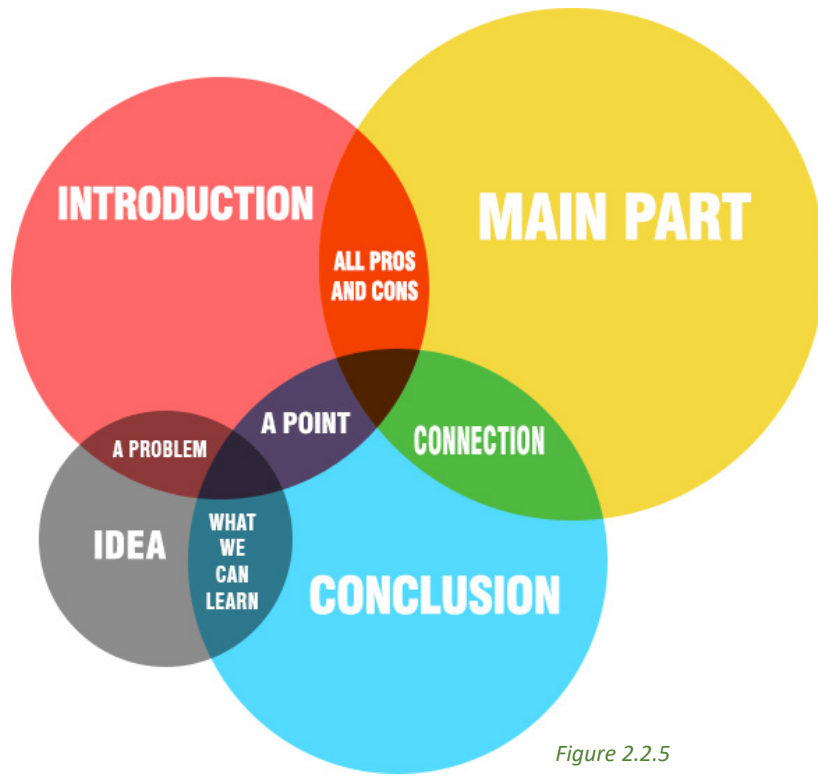 INTRODUCTION
MAIN PART
ALL PROS
AND CONS
A POINT
A PROBLEM
CONNECTION
IDEA
WHAT
WE
CAN
LEARN
CONCLUSION
Figure 2.2.5